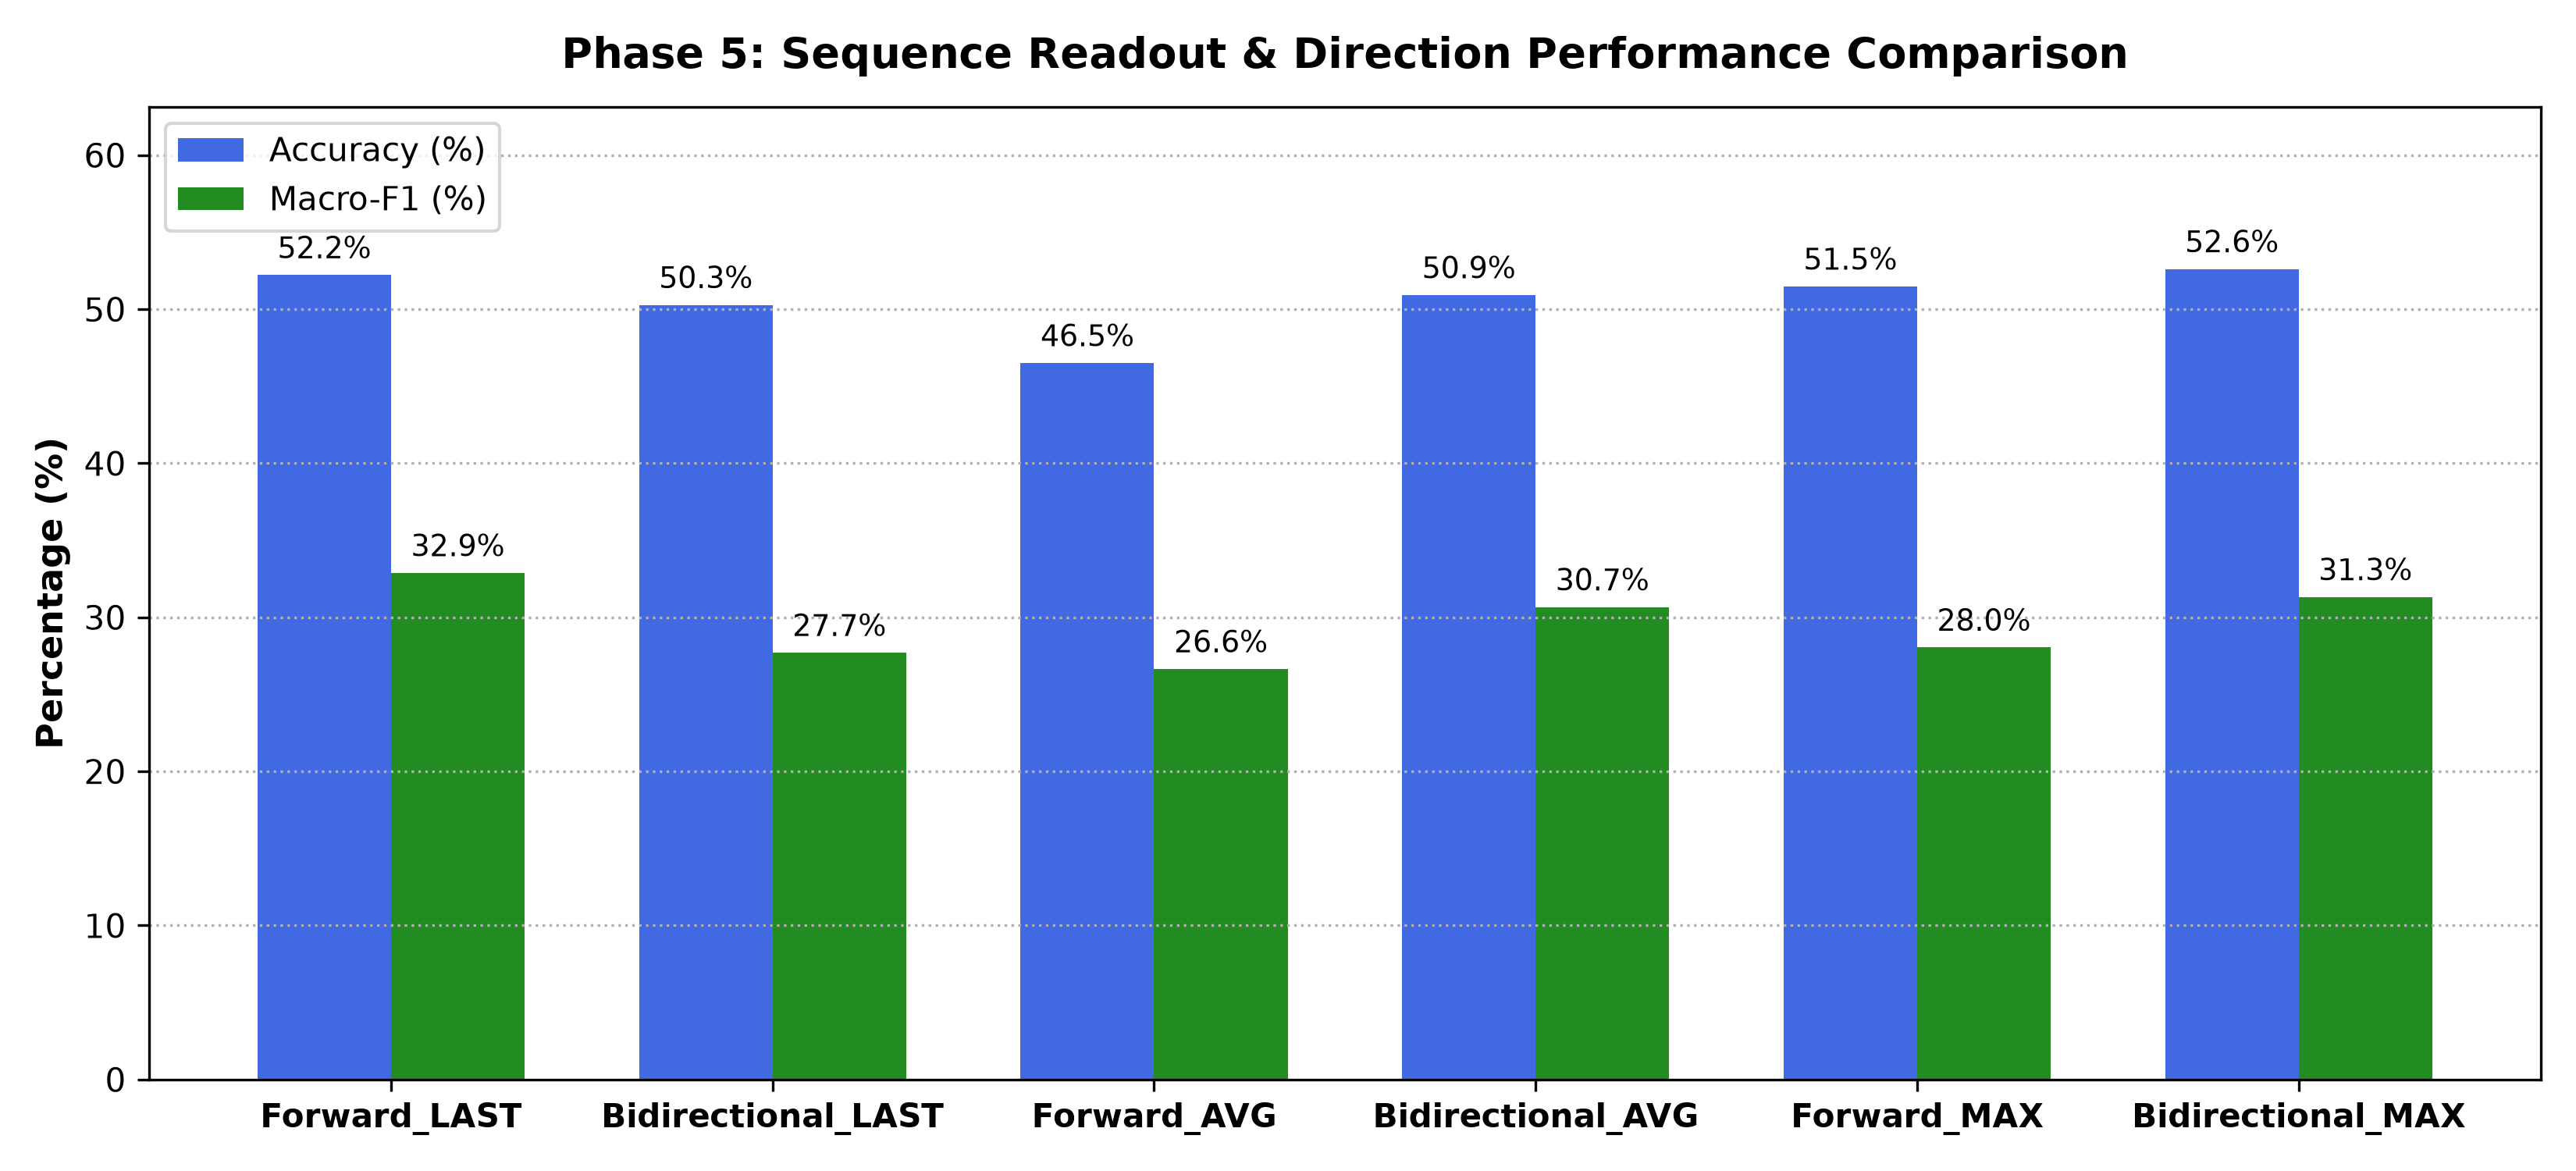 Phase 5: Sequence Readout & Direction Performance Comparison
Accuracy (%)
Macro-F1 (%)
Percentage (%)
60
50
40
30
20
10
0
52.2%
32.9%
50.3%
27.7%
46.5%
26.6%
50.9%
30.7%
51.5%
28.0%
52.6%
31.3%
Forward_LAST
Bidirectional_LAST
Forward_AVG
Bidirectional_AVG
Forward_MAX
Bidirectional_MAX